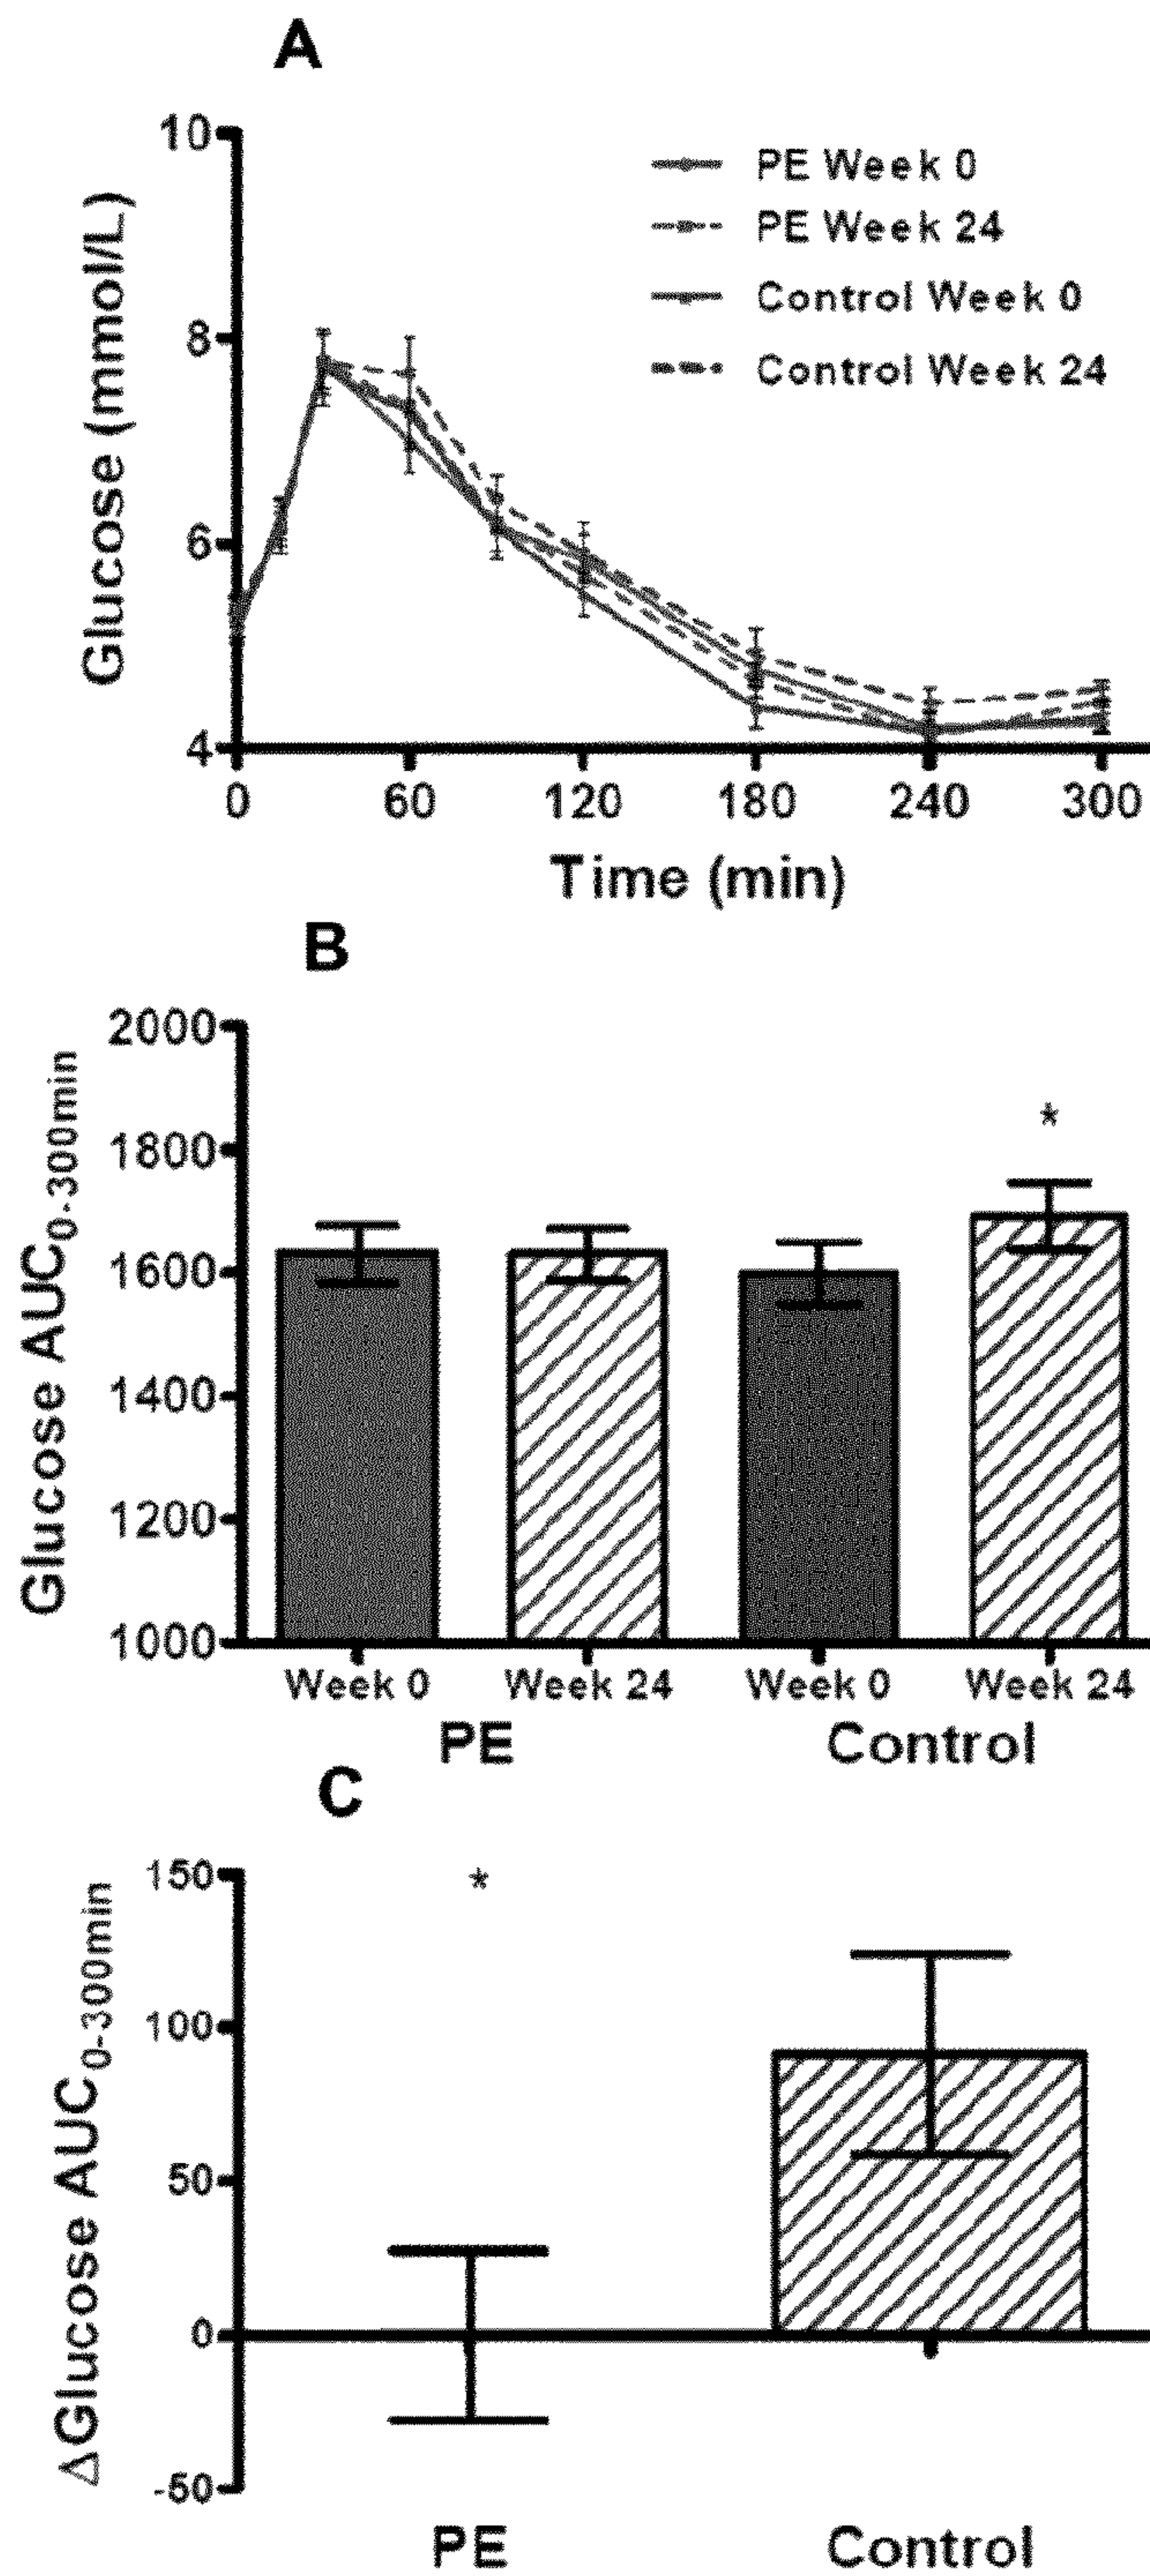 A
10
8
6
4
Glucose (mmol/L)
PE Week 0
PE Week 24
Control Week 0
Control Week 24
0 60 120 180 240 300
Time (min)
B
2000
1800
1600
1400
1200
1000
Glucose AUC0-300min
*
Week 0 Week 24 Week 0 Week 24
PE Control
C
150
100
50
0
-50
ΔGlucose AUC0-300min
*
PE Control